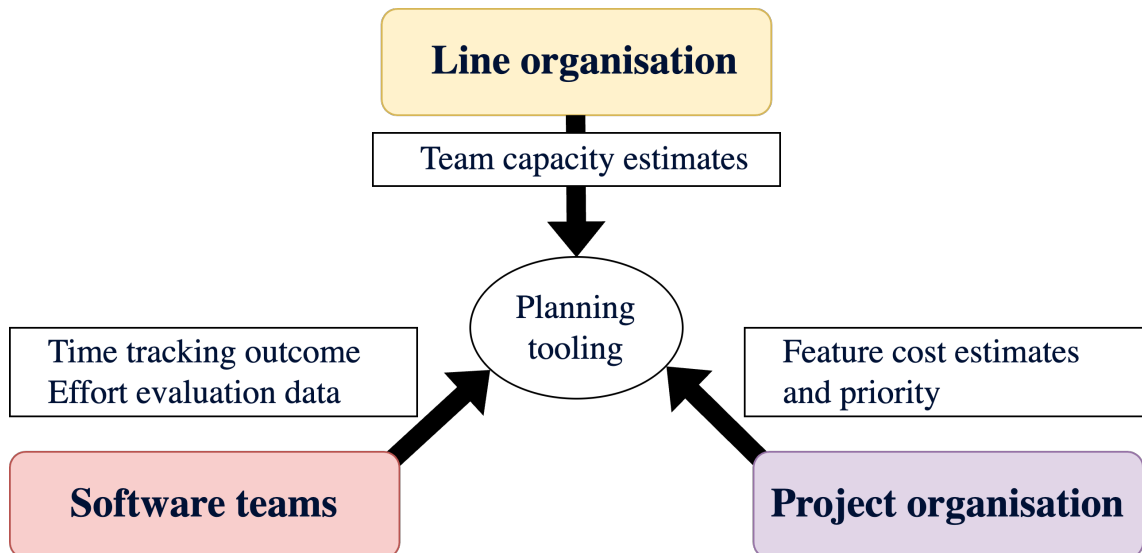 Line organisation
Team capacity estimates
Planning
tooling
Time tracking outcome
Effort evaluation data
Feature cost estimates
and priority
Software teams
Project organisation